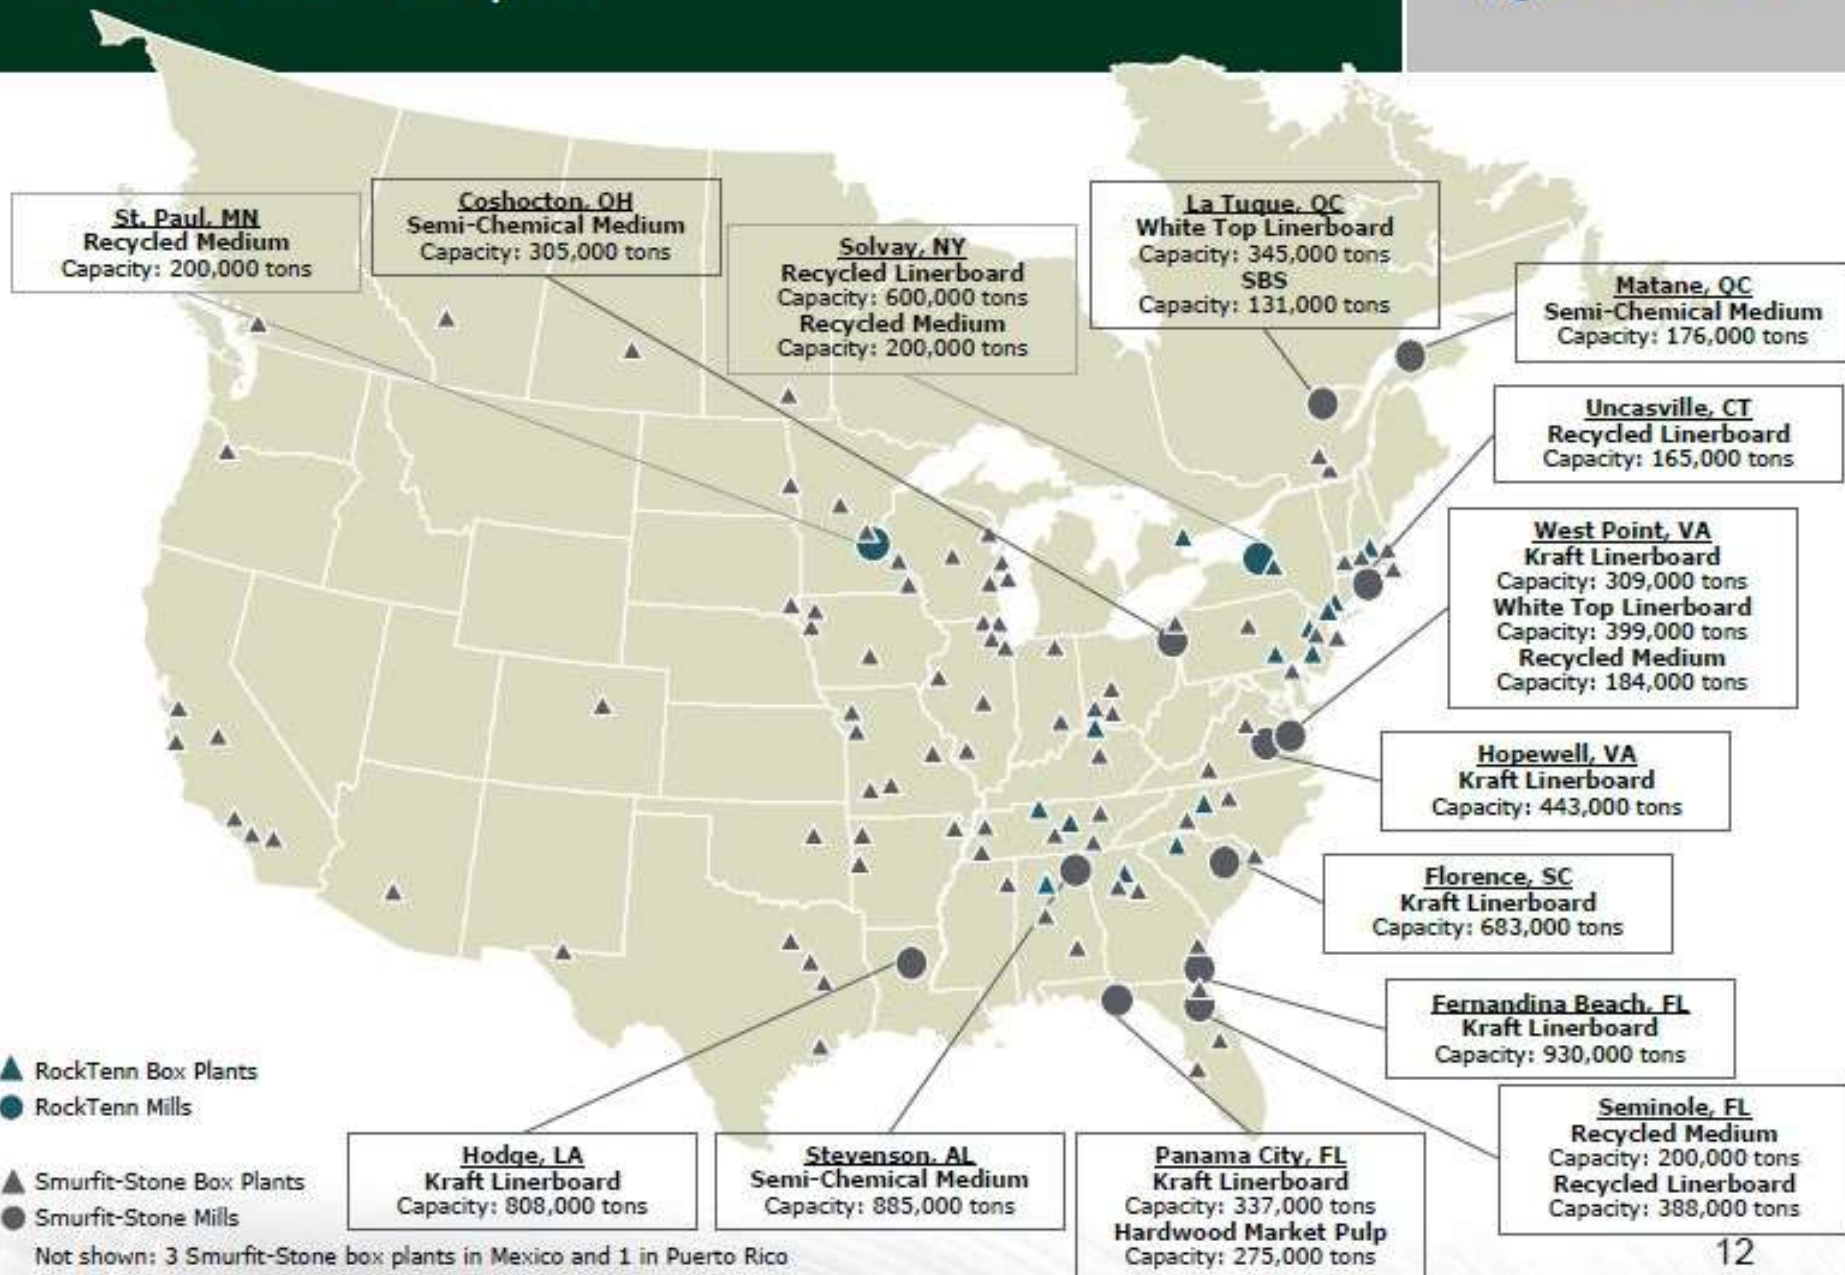 St. Paul, MN
Recycled Medium
Capacity: 200,000 tons
Coshocton, OH
Semi-Chemical Medium
Capacity: 305,000 tons
Solvay, NY
Recycled Linerboard
Capacity: 600,000 tons
Recycled Medium
Capacity: 200,000 tons
La Tuque, QC
White Top Linerboard
Capacity: 345,000 tons
SBS
Capacity: 131,000 tons
Matane, QC
Semi-Chemical Medium
Capacity: 176,000 tons
Uncasville, CT
Recycled Linerboard
Capacity: 165,000 tons
West Point, VA
Kraft Linerboard
Capacity: 309,000 tons
White Top Linerboard
Capacity: 399,000 tons
Recycled Medium
Capacity: 184,000 tons
Hopewell, VA
Kraft Linerboard
Capacity: 443,000 tons
Florence, SC
Kraft Linerboard
Capacity: 683,000 tons
Fernandina Beach, FL
Kraft Linerboard
Capacity: 930,000 tons
Seminole, FL
Recycled Medium
Capacity: 200,000 tons
Recycled Linerboard
Capacity: 388,000 tons
Panama City, FL
Kraft Linerboard
Capacity: 337,000 tons
Hardwood Market Pulp
Capacity: 275,000 tons
Stevenson, AL
Semi-Chemical Medium
Capacity: 885,000 tons
Hodge, LA
Kraft Linerboard
Capacity: 808,000 tons
RockTenn Box Plants
RockTenn Mills
Smurfit-Stone Box Plants
Smurfit-Stone Mills
Not shown: 3 Smurfit-Stone box plants in Mexico and 1 in Puerto Rico
12